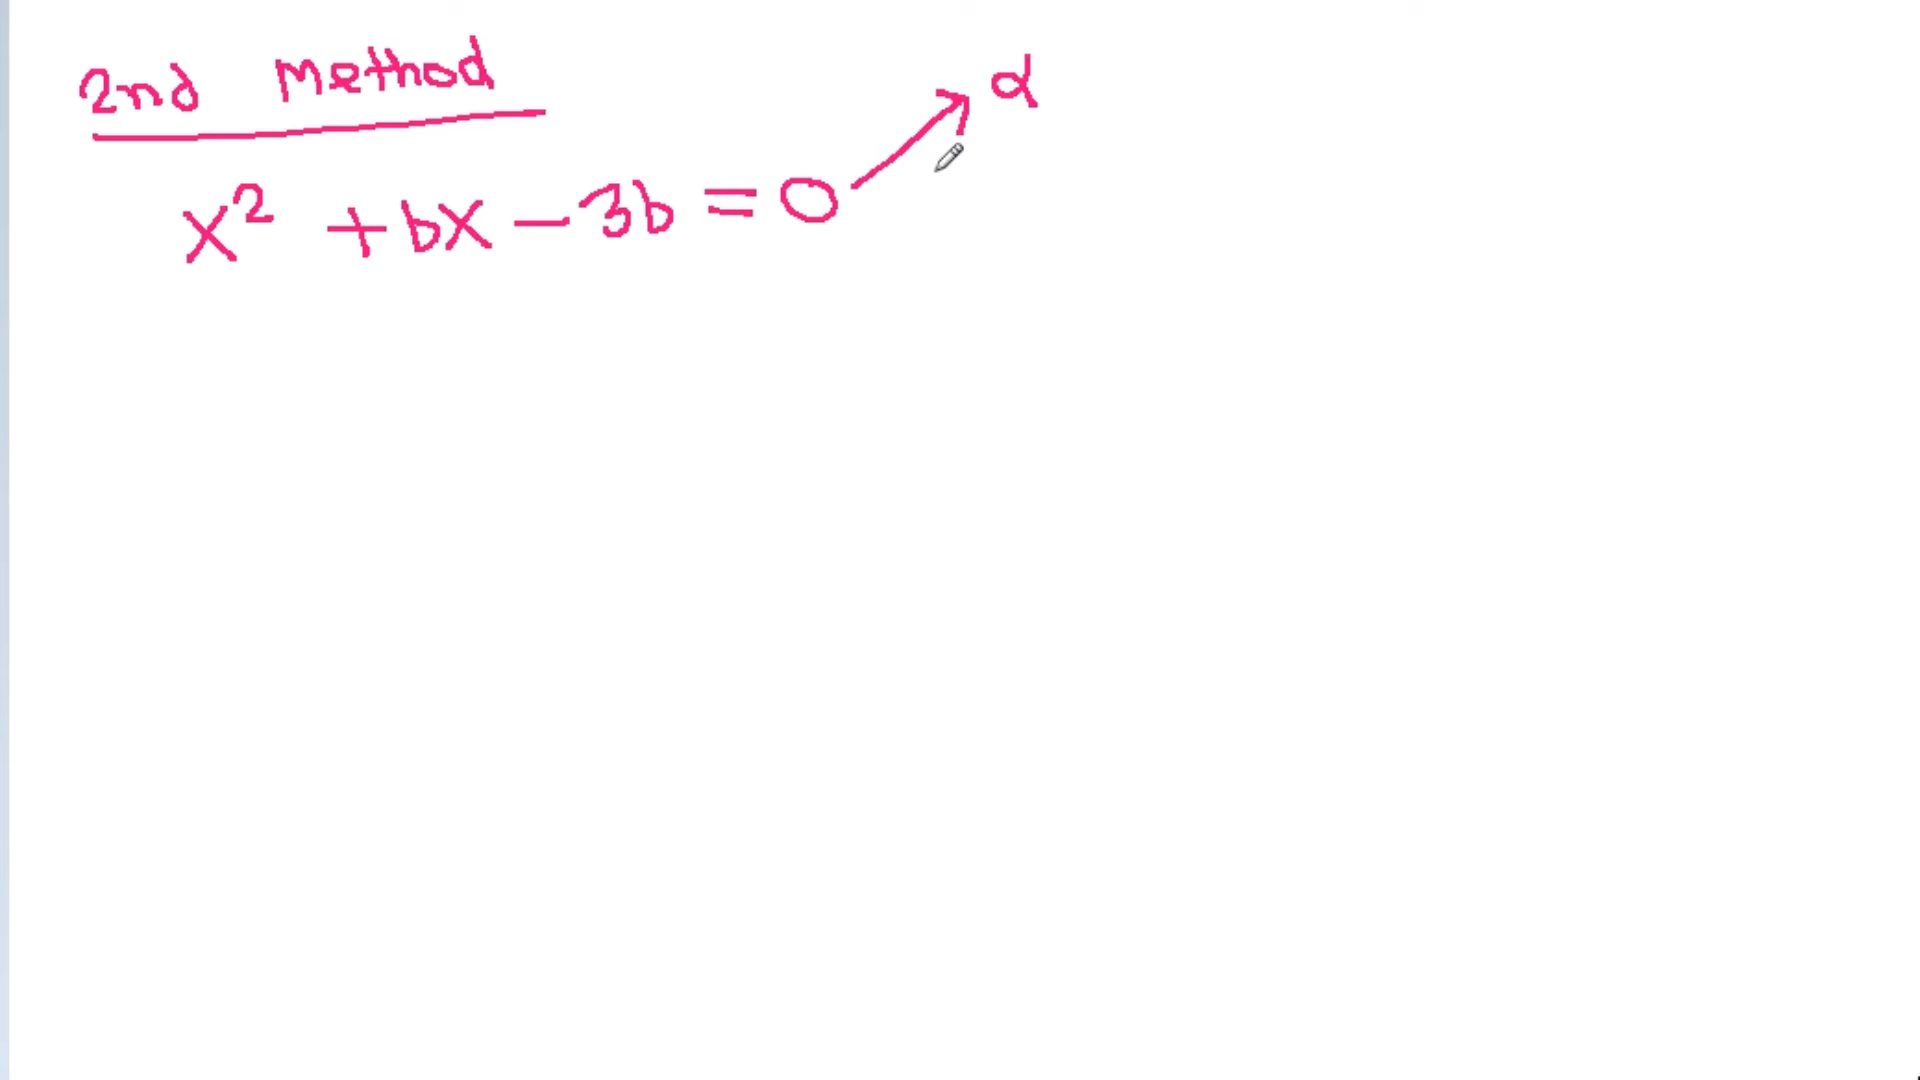 2nd Method
α
x² + bx - 3b = 0